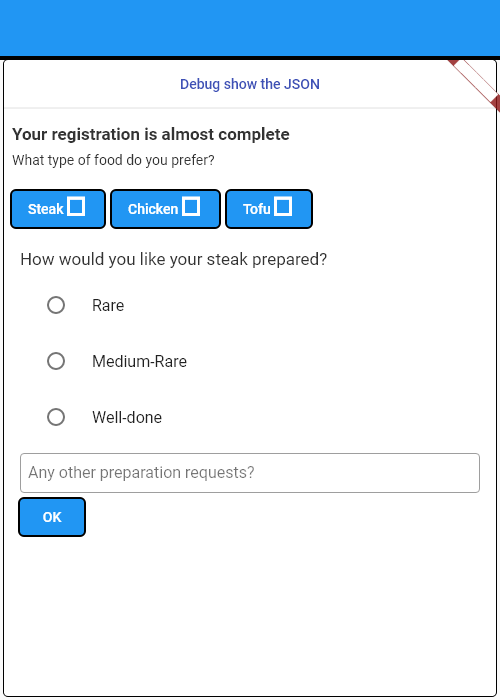 Debug show the JSON
Your registration is almost complete
What type of food do you prefer?
Steak Chicken Tofu
How would you like your steak prepared?
Rare
Medium-Rare
Well-done
Any other preparation requests?
OK